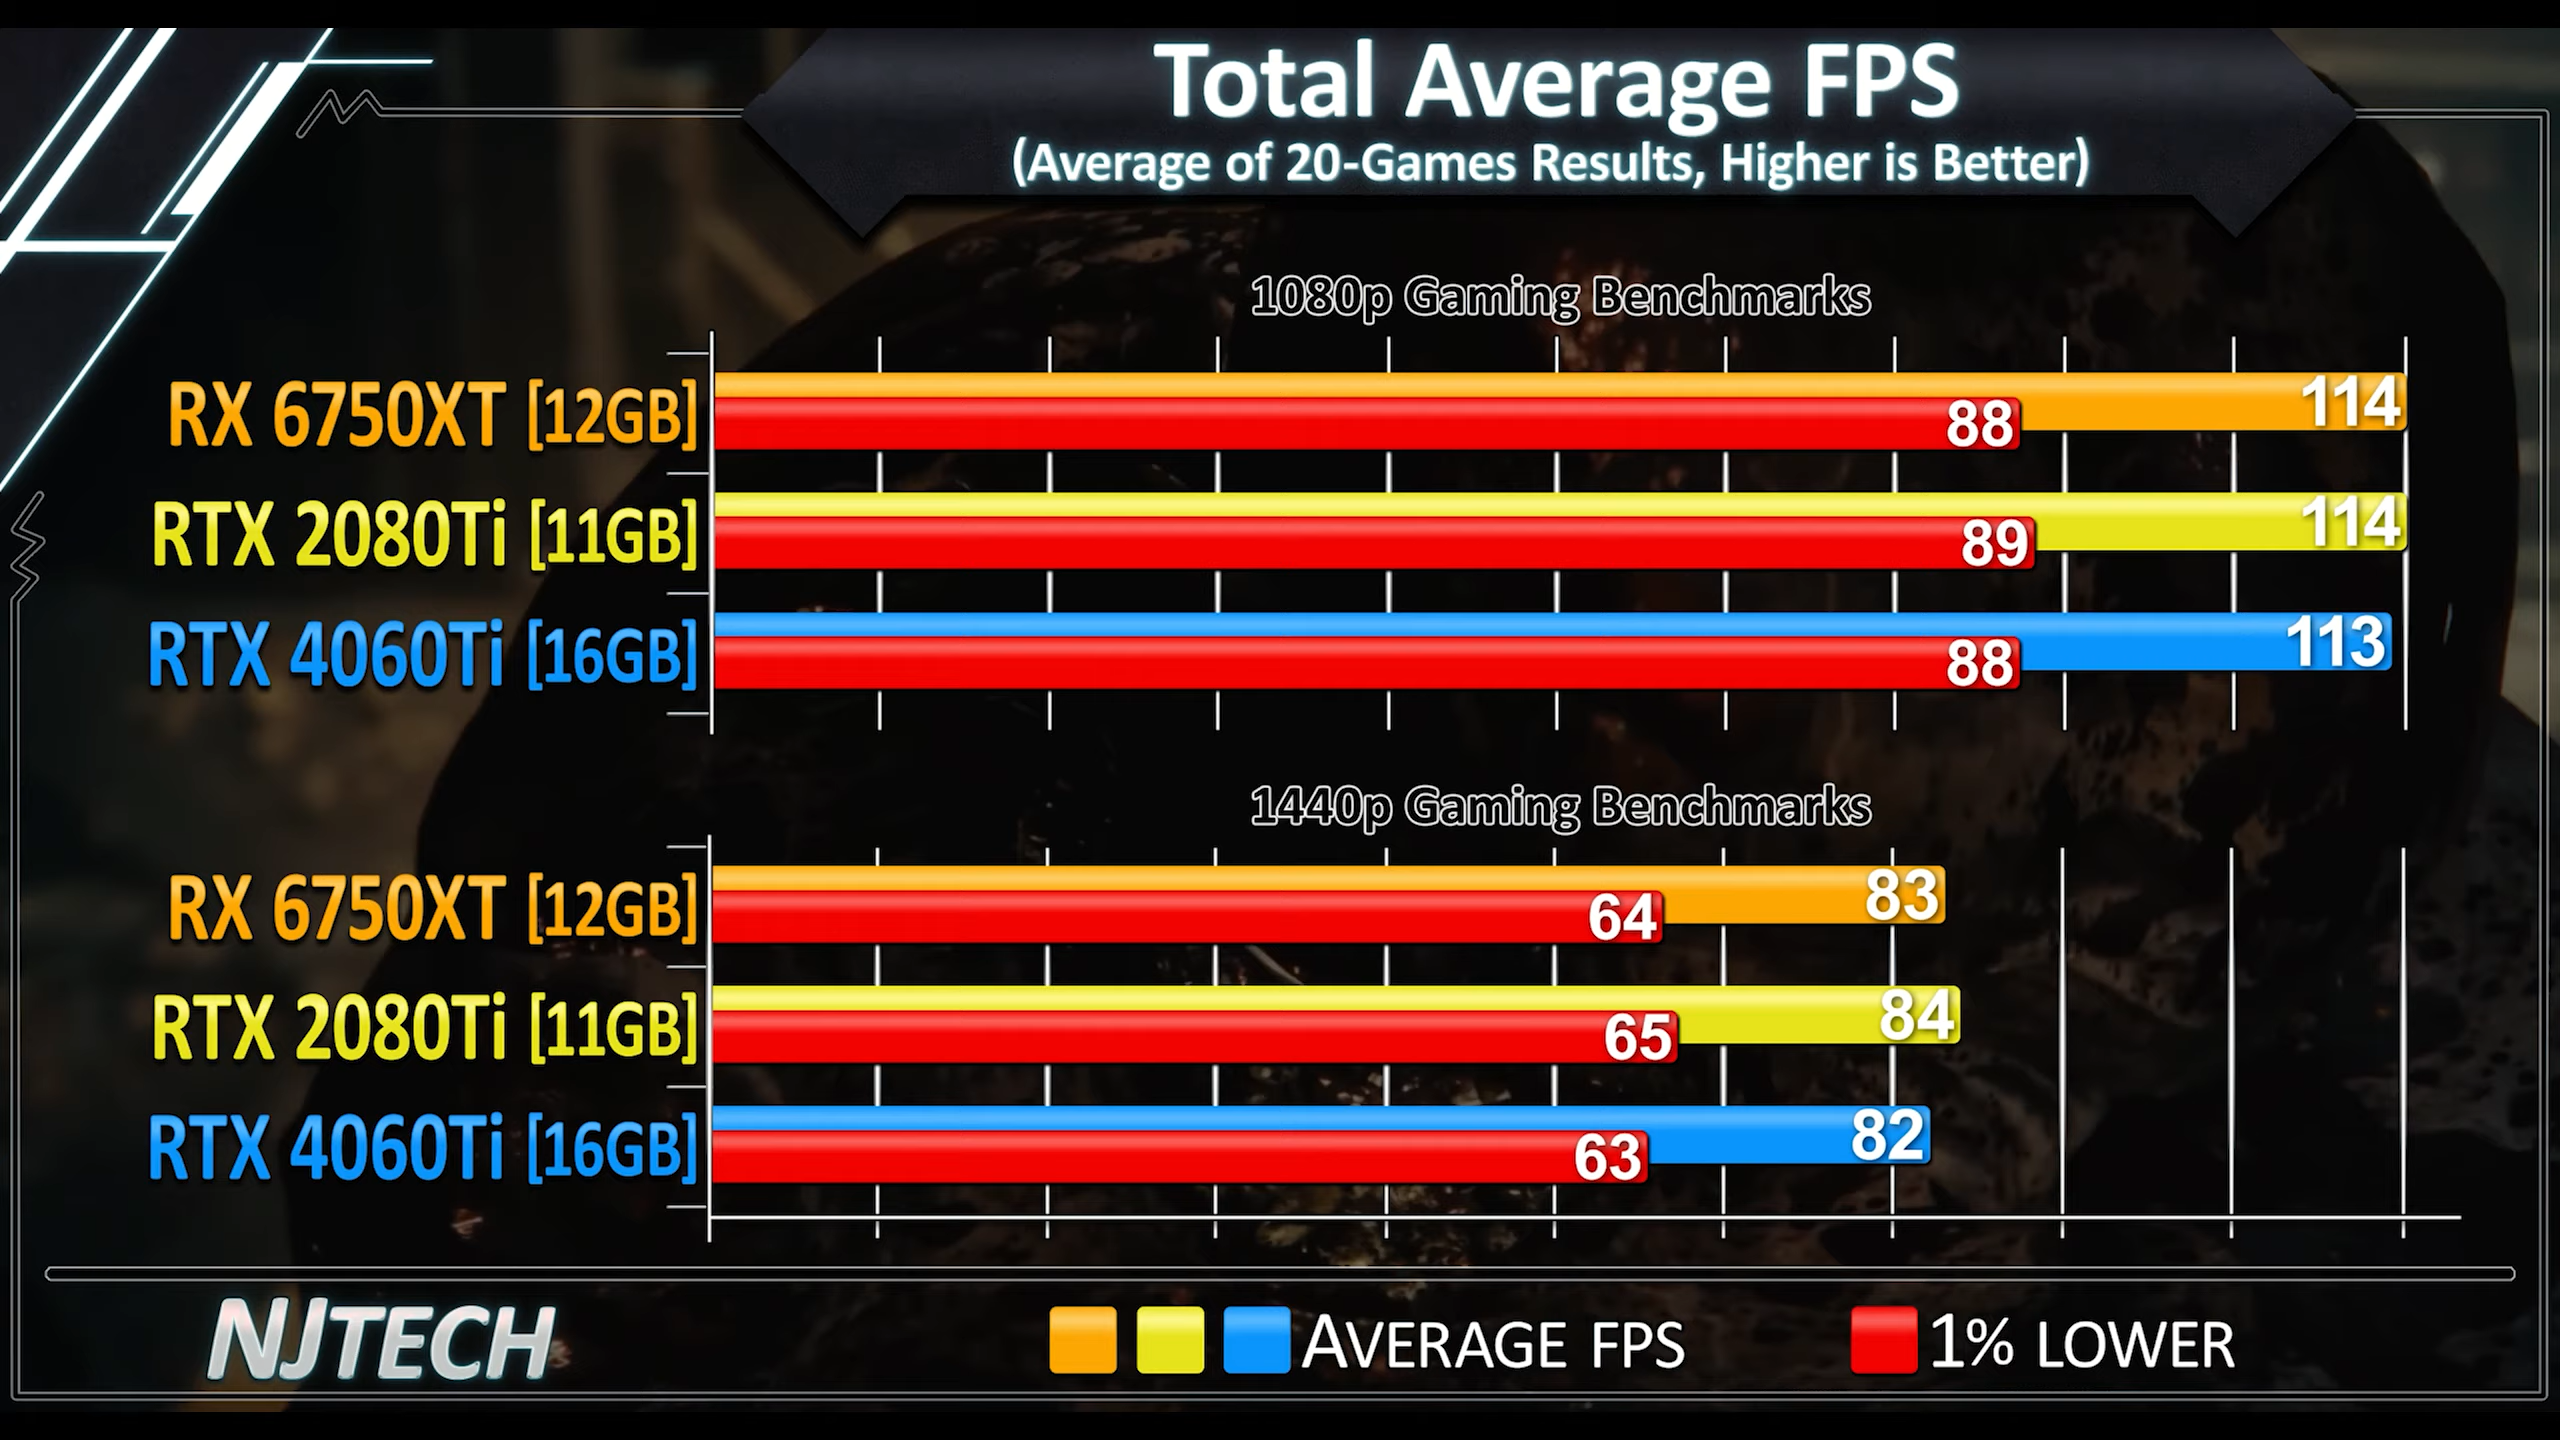 Total Average FPS
(Average of 20-Games Results, Higher is Better)
1080p Gaming Benchmarks
RX 6750XT [12GB] 114
88
RTX 2080Ti [11GB] 114
89
RTX 4060Ti [16GB] 113
88
1440p Gaming Benchmarks
RX 6750XT [12GB] 83
64
RTX 2080Ti [11GB] 84
65
RTX 4060Ti [16GB] 82
63
NJTECH AVERAGE FPS 1% LOWER